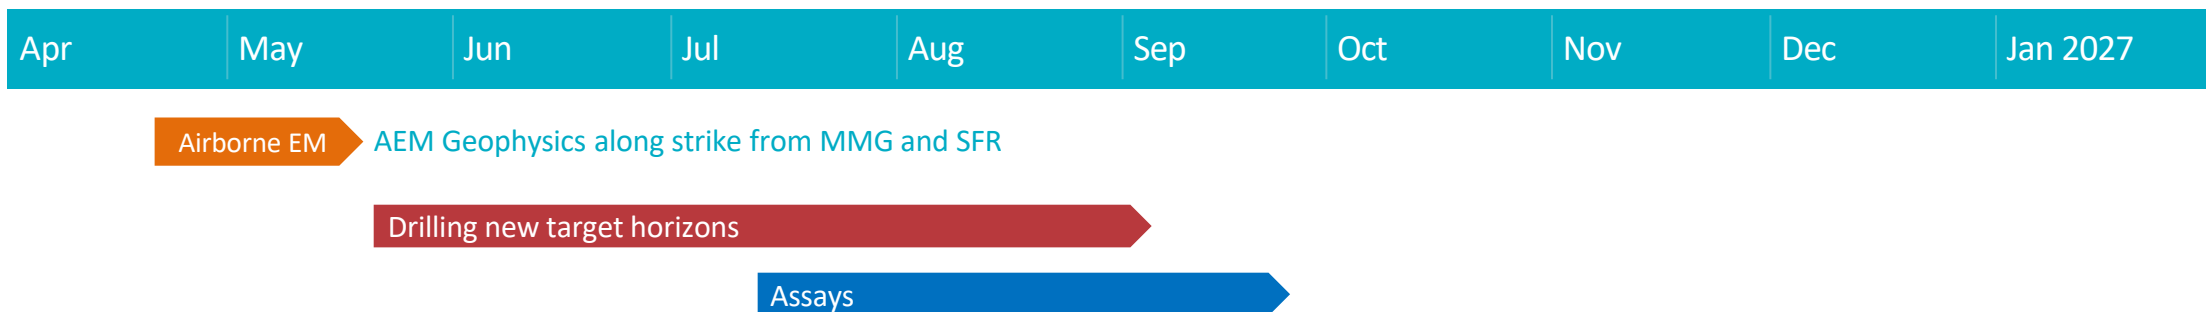 Apr May Jun Jul Aug Sep Oct Nov Dec Jan 2027
Airborne EM AEM Geophysics along strike from MMG and SFR
Drilling new target horizons
Assays